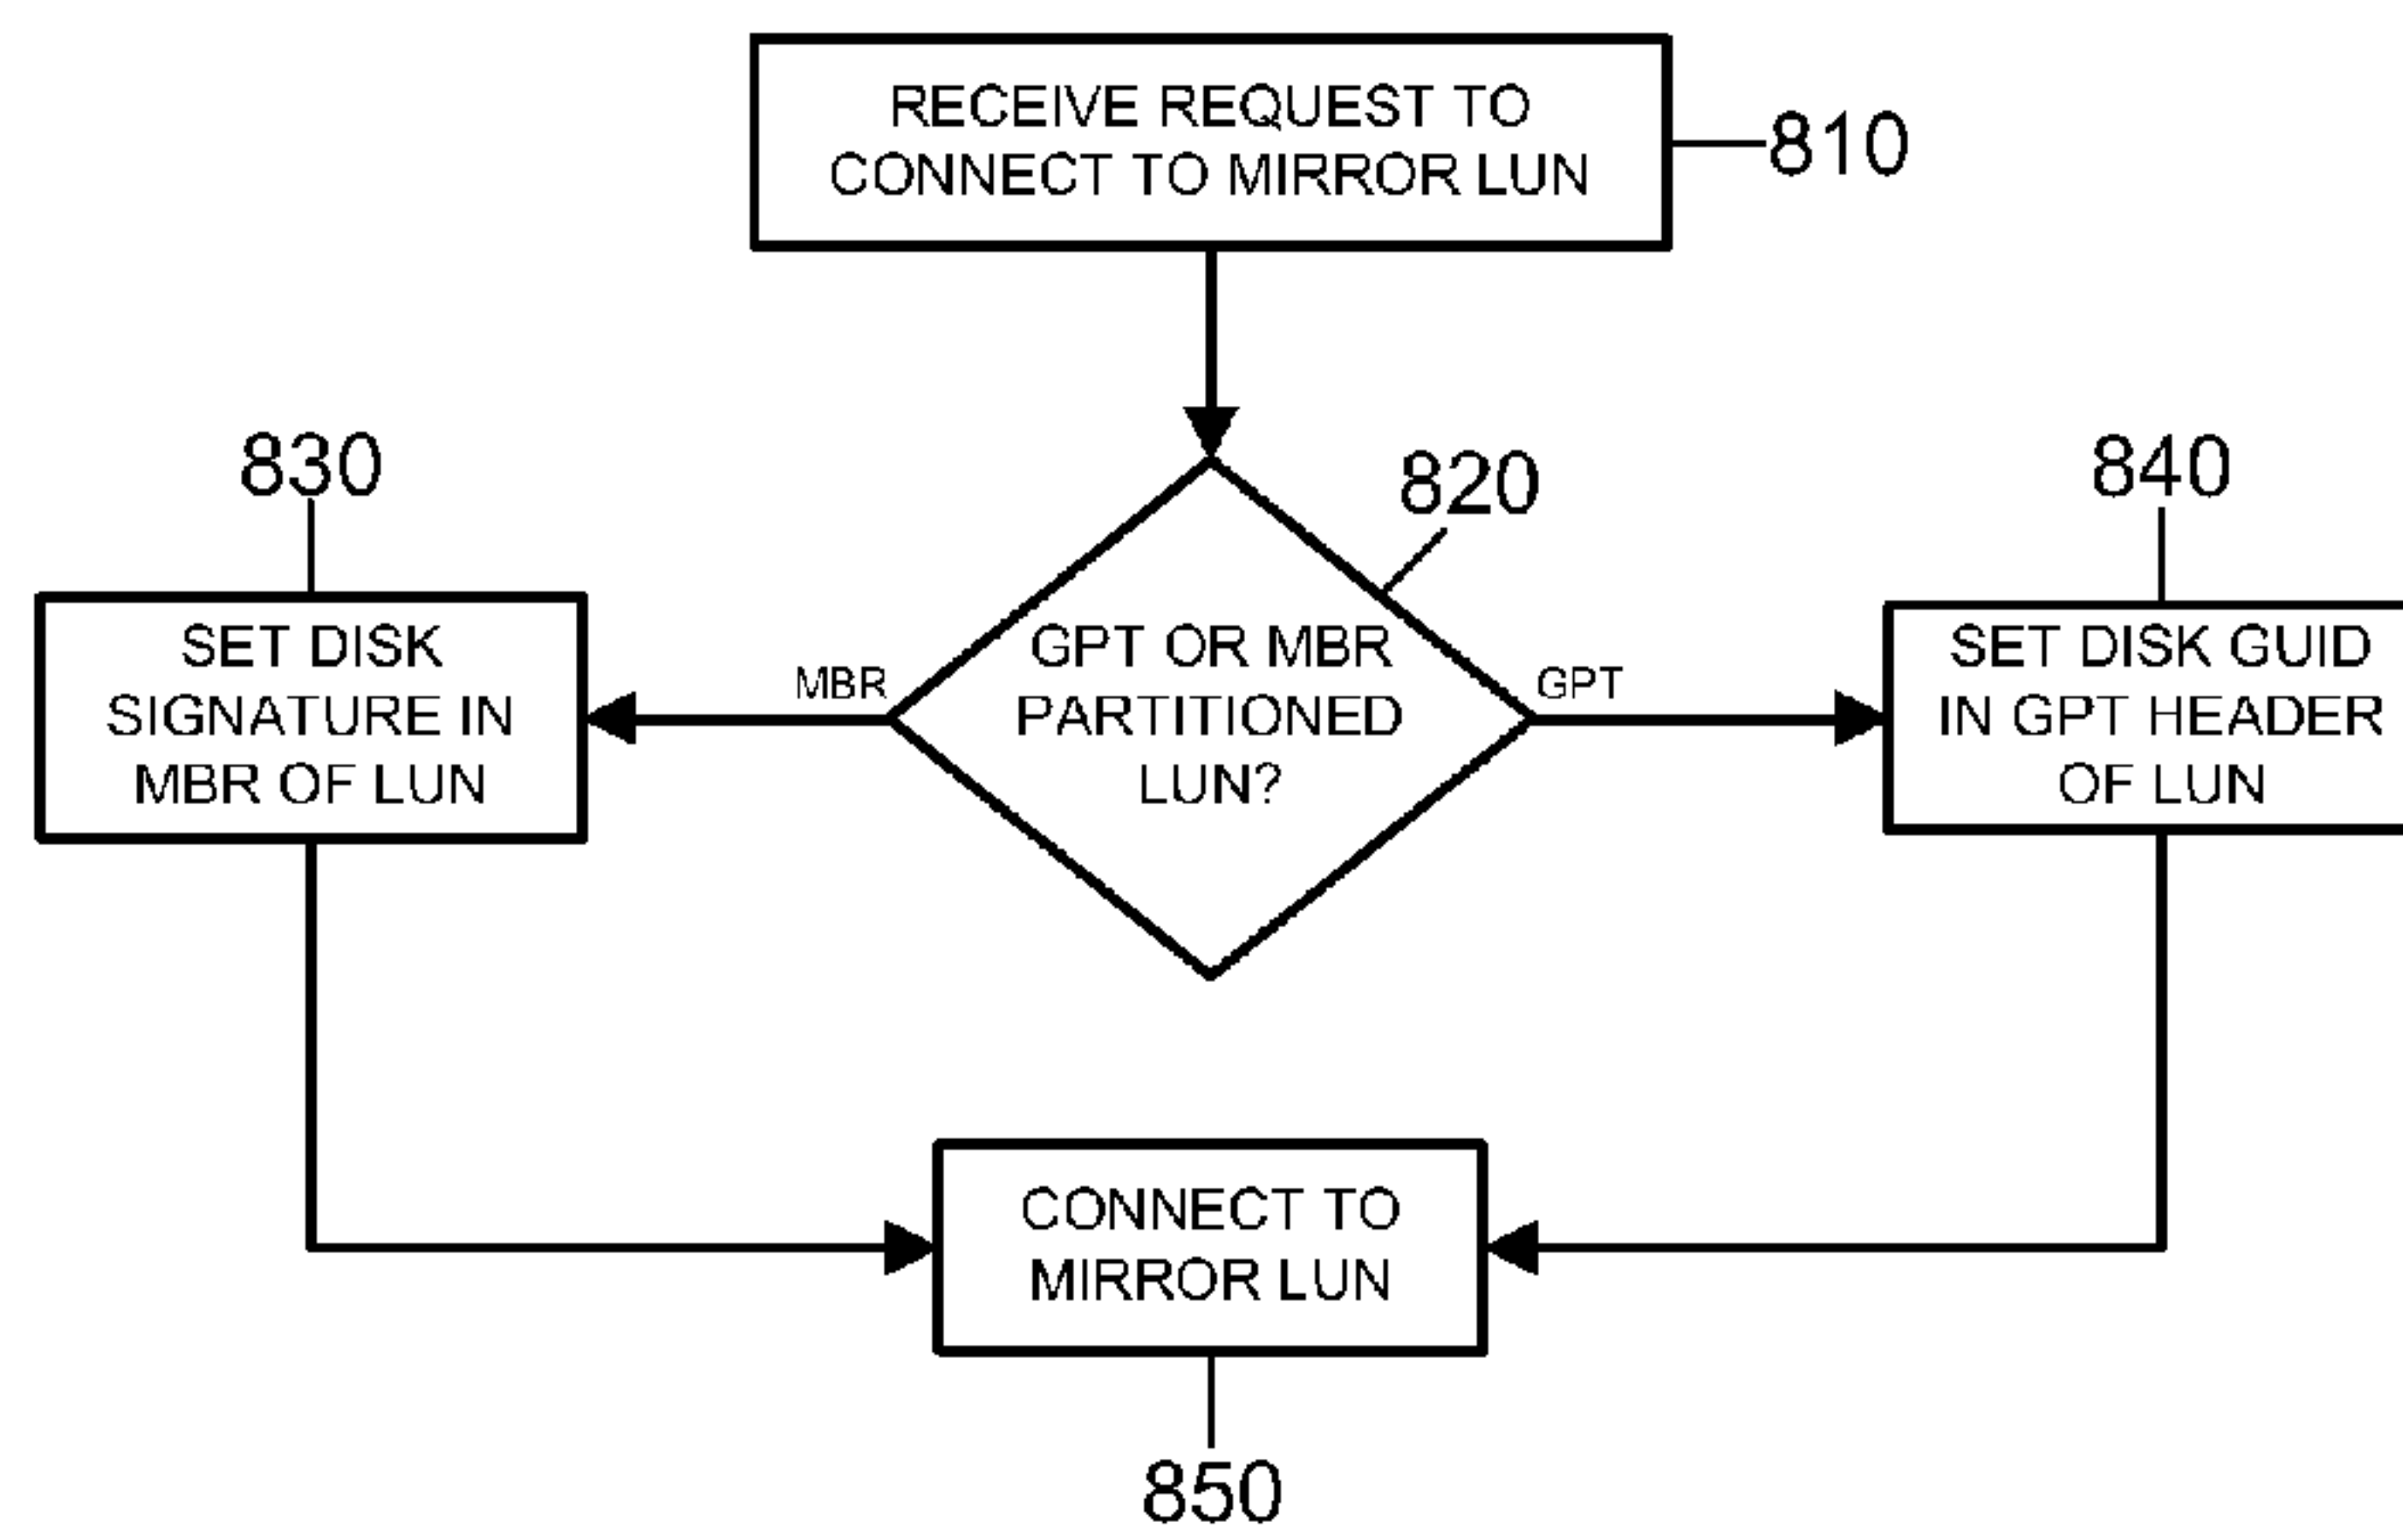 RECEIVE REQUEST TO
CONNECT TO MIRROR LUN
810
820
830
SET DISK
SIGNATURE IN
MBR OF LUN
MBR
GPT OR MBR
PARTITIONED
LUN?
GPT
840
SET DISK GUID
IN GPT HEADER
OF LUN
CONNECT TO
MIRROR LUN
850